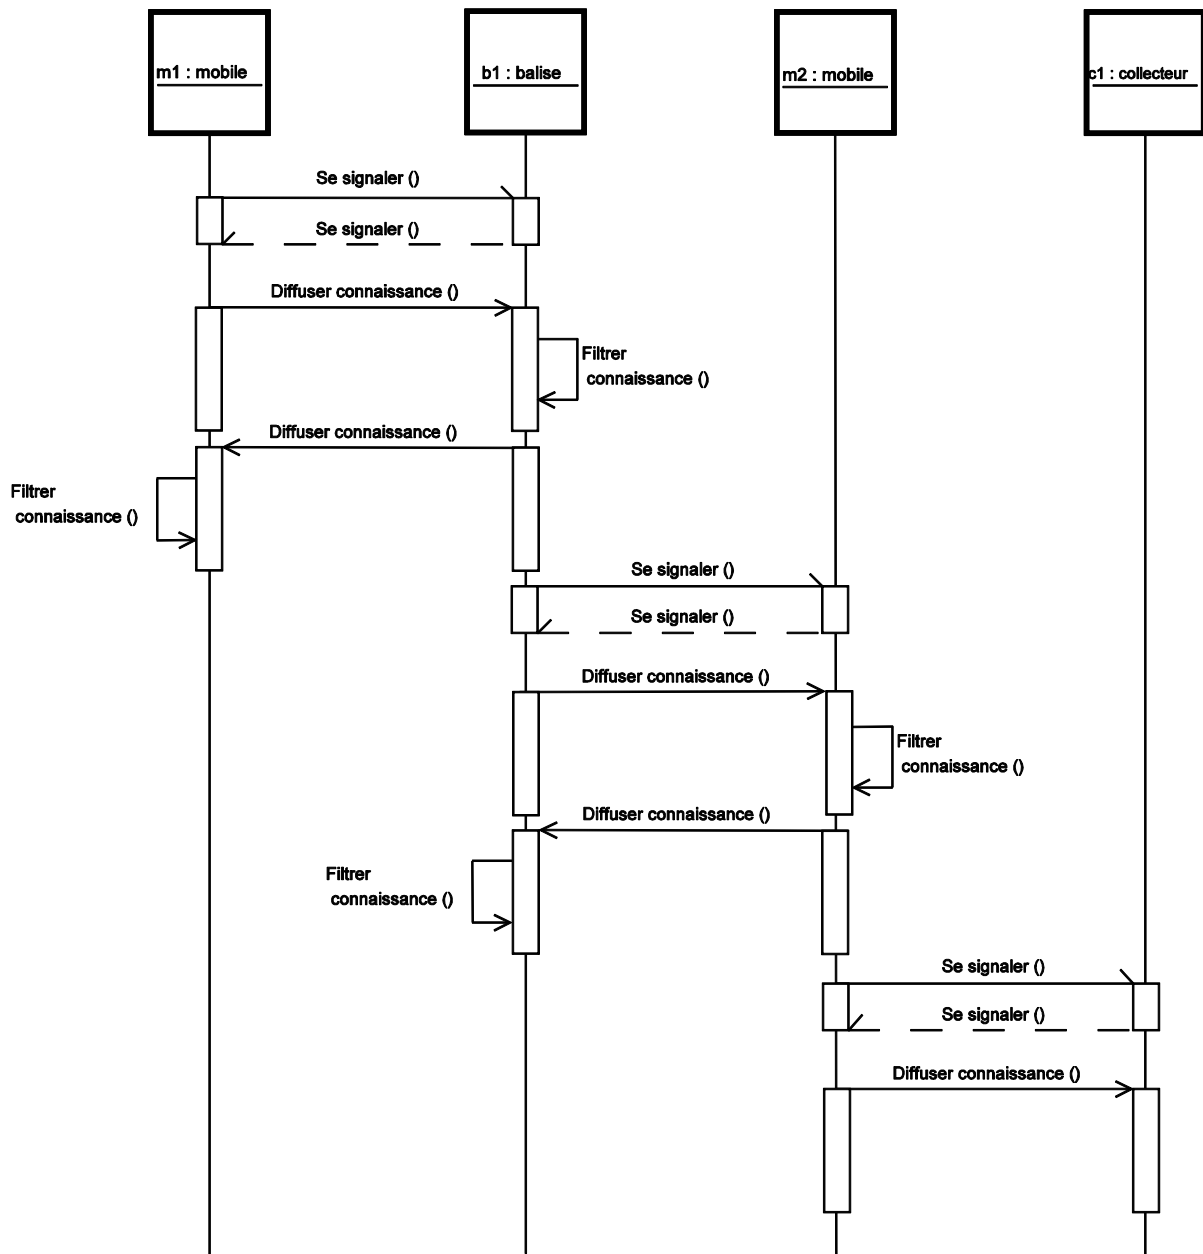 m1 : mobile
b1 : balise
m2 : mobile
c1 : collecteur
Se signaler ()
Se signaler ()
Diffuser connaissance ()
Filtrer
connaissance ()
Diffuser connaissance ()
Filtrer
connaissance ()
Se signaler ()
Se signaler ()
Diffuser connaissance ()
Filtrer
connaissance ()
Diffuser connaissance ()
Filtrer
connaissance ()
Se signaler ()
Se signaler ()
Diffuser connaissance ()